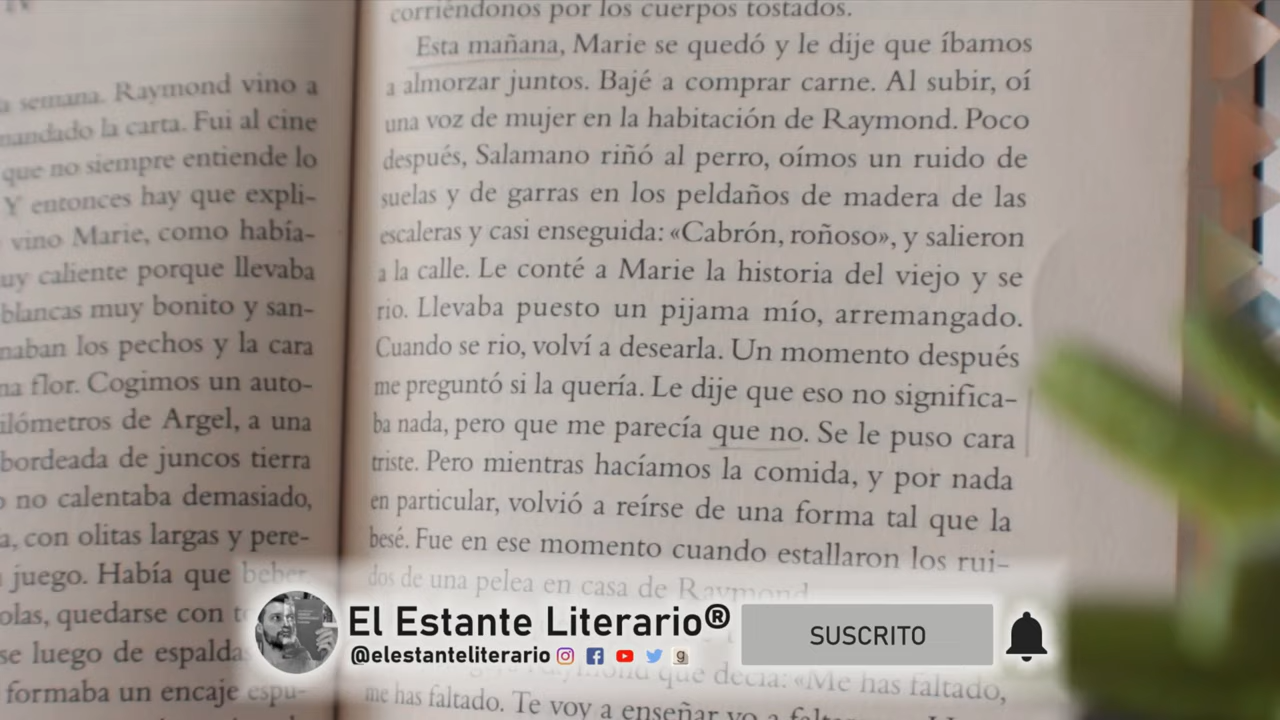 a semana. Raymond vino a
mandado la carta. Fui al cine
que no siempre entiende lo
Y entonces hay que expli-
vino Marie, como había-
uy caliente porque llevaba
blancas muy bonito y san-
naban los pechos y la cara
na flor. Cogimos un auto-
ilómetros de Argel, a una
bordeada de juncos tierra
no no calentaba demasiado,
a, con olitas largas y pere-
juego. Había que beber
olas, quedarse con
se luego de espaldas
formaba un encaje espu-
corriéndonos por los cuerpos tostados.
Esta mañana, Marie se quedó y le dije que íbamos
a almorzar juntos. Bajé a comprar carne. Al subir, oí
una voz de mujer en la habitación de Raymond. Poco
después, Salamano riñó al perro, oímos un ruido de
suelas y de garras en los peldaños de madera de las
escaleras y casi enseguida: «Cabrón, roñoso», y salieron
a la calle. Le conté a Marie la historia del viejo y se
rio. Llevaba puesto un pijama mío, arremangado.
Cuando se rio, volví a desearla. Un momento después
me preguntó si la quería. Le dije que eso no significa-
ba nada, pero que me parecía que no. Se le puso cara
triste. Pero mientras hacíamos la comida, y por nada
en particular, volvió a reírse de una forma tal que la
besé. Fue en ese momento cuando estallaron los rui-
dos de una pelea en casa de Raymond
Raymond que decía: «Me has faltado,
me has faltado. Te voy a enseñar yo a
El Estante Literario®
@elestanteliterario
SUSCRITO